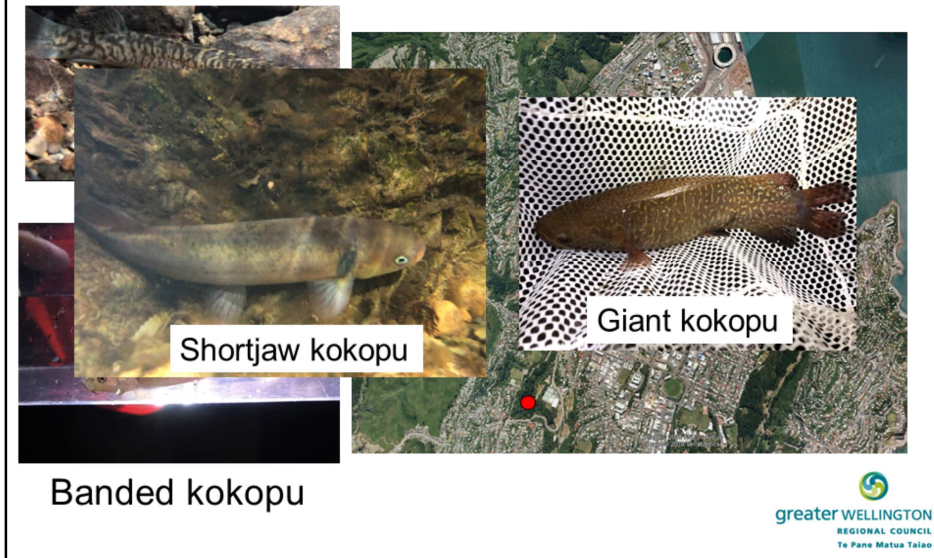 Shortjaw kokopu
Giant kokopu
Banded kokopu
greater WELLINGTON
REGIONAL COUNCIL
Te Pane Matua Taiao